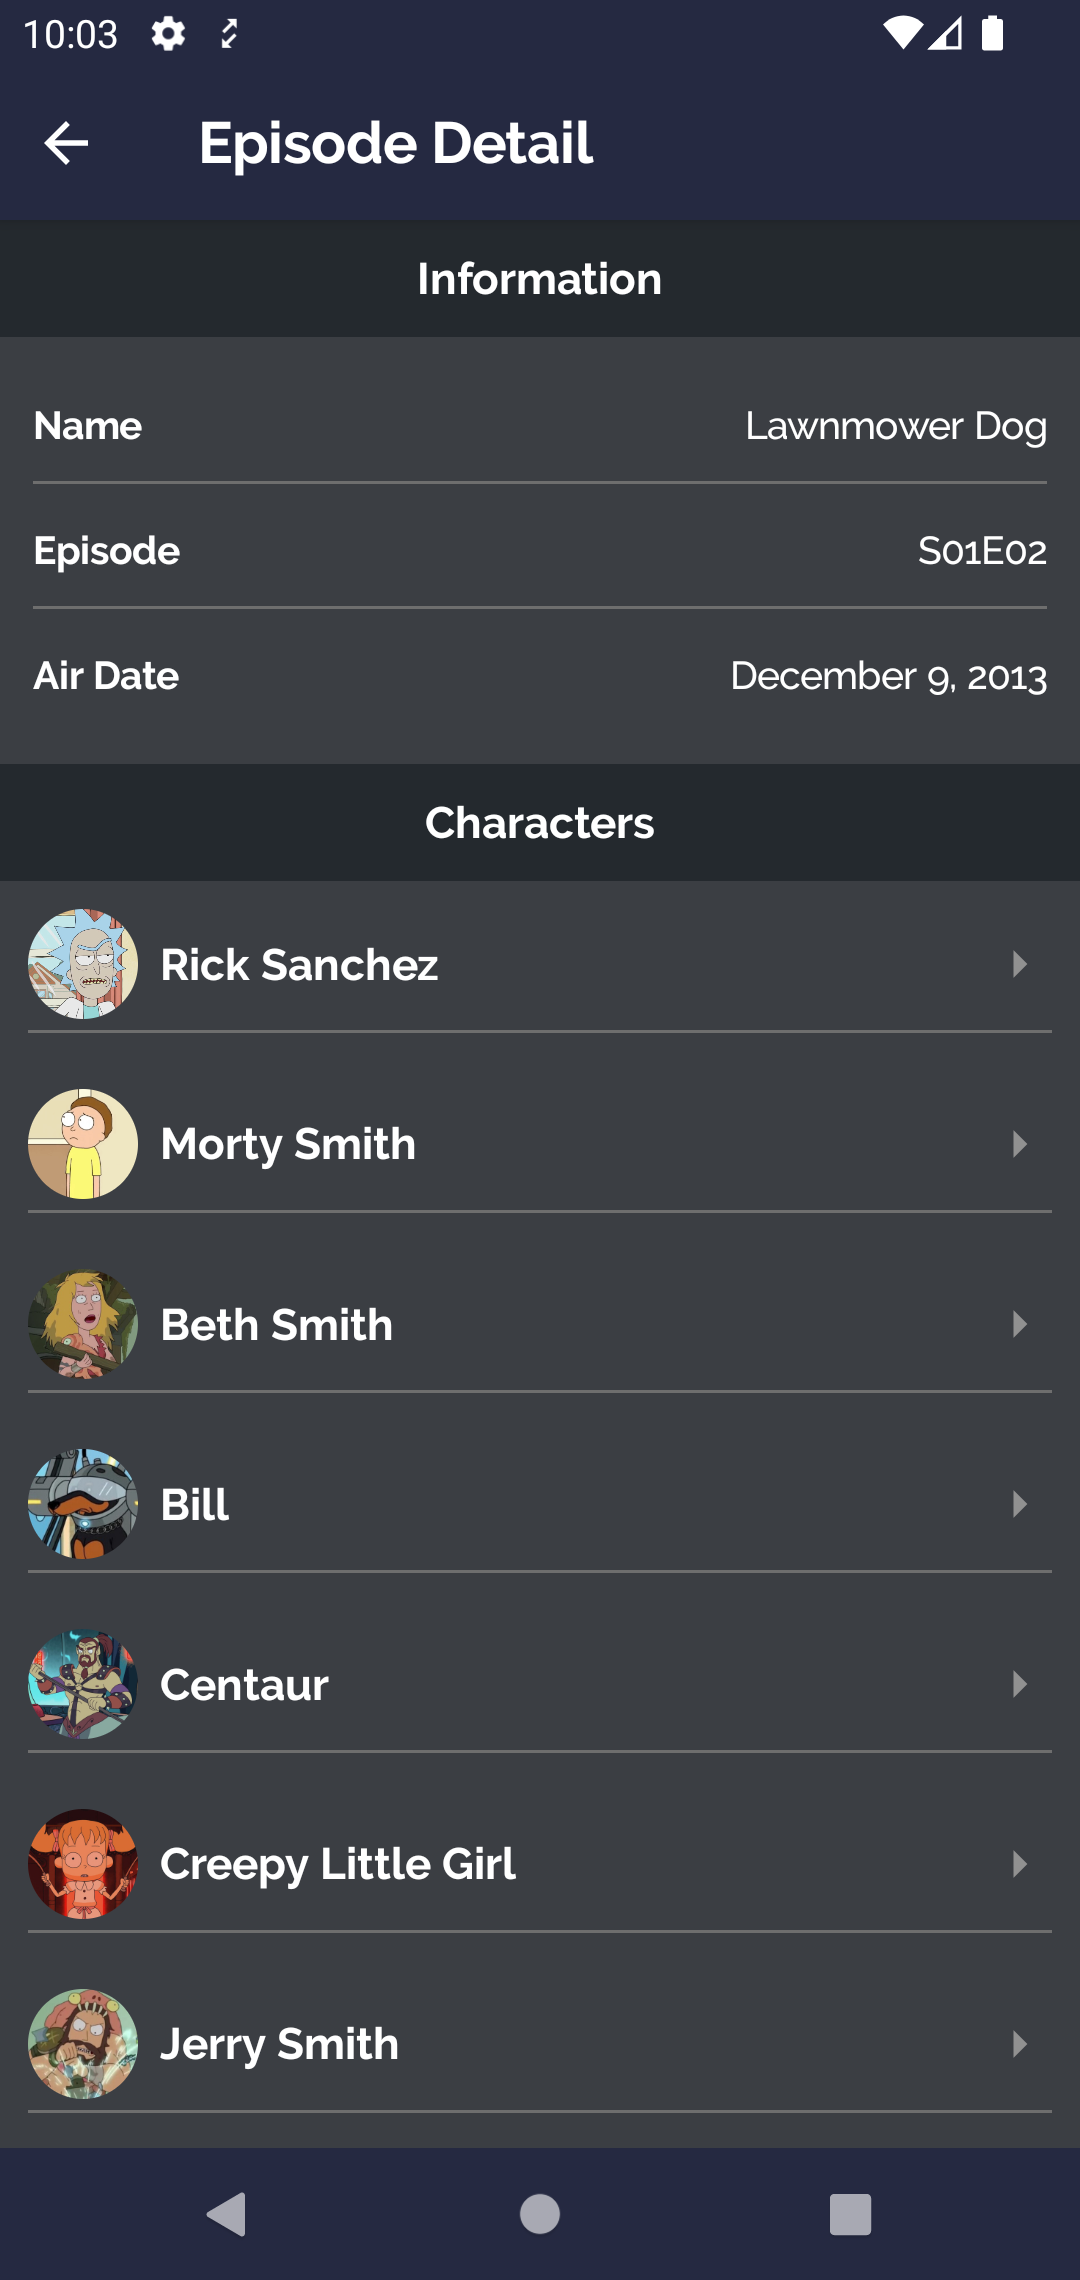 10:03
Episode Detail
Information
Name Lawnmower Dog
Episode S01E02
Air Date December 9, 2013
Characters
Rick Sanchez
Morty Smith
Beth Smith
Bill
Centaur
Creepy Little Girl
Jerry Smith